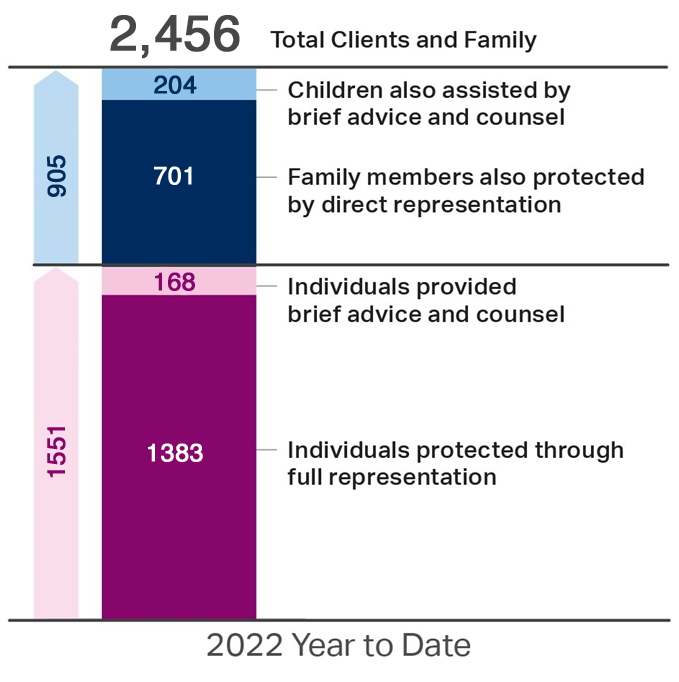 2,456 Total Clients and Family
204
Children also assisted by
brief advice and counsel
905
701
Family members also protected
by direct representation
168
Individuals provided
brief advice and counsel
1551
1383
Individuals protected through
full representation
2022 Year to Date